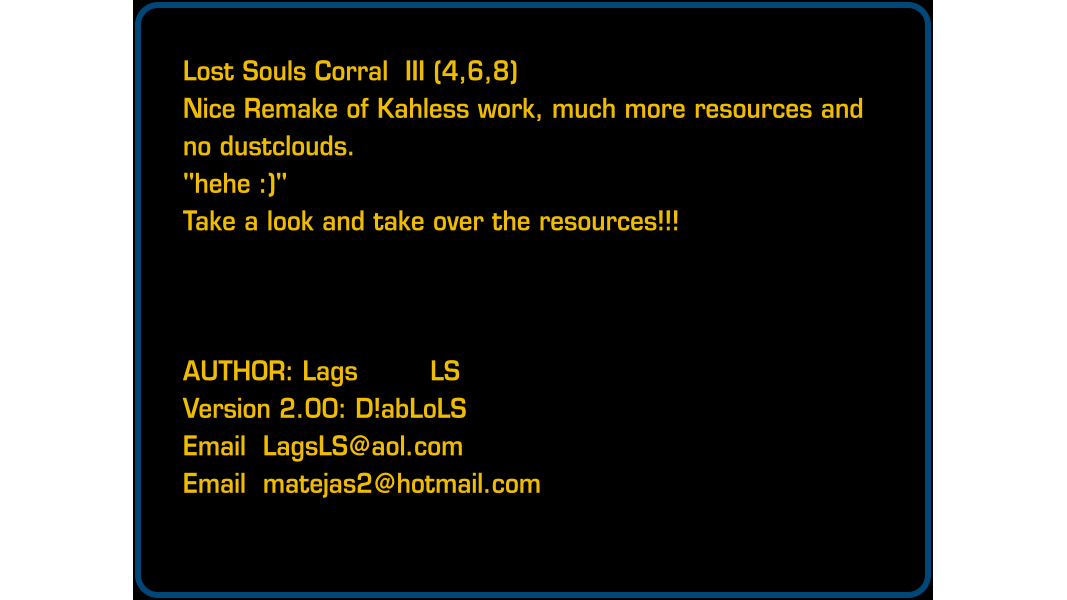 Lost Souls Corral  III (4,6,8)
Nice Remake of Kahless work, much more resources and
no dustclouds.
"hehe :)"
Take a look and take over the resources!!!
AUTHOR: Lags         LS
Version 2.00: D!abLoLS
Email  LagsLS@aol.com
Email  matejas2@hotmail.com